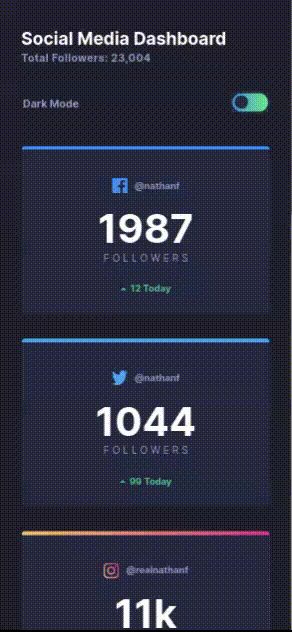 Social Media Dashboard
Total Followers: 23,004
Dark Mode
@nathanf
1987
FOLLOWERS
12 Today
@nathanf
1044
FOLLOWERS
99 Today
@realnathanf
11k